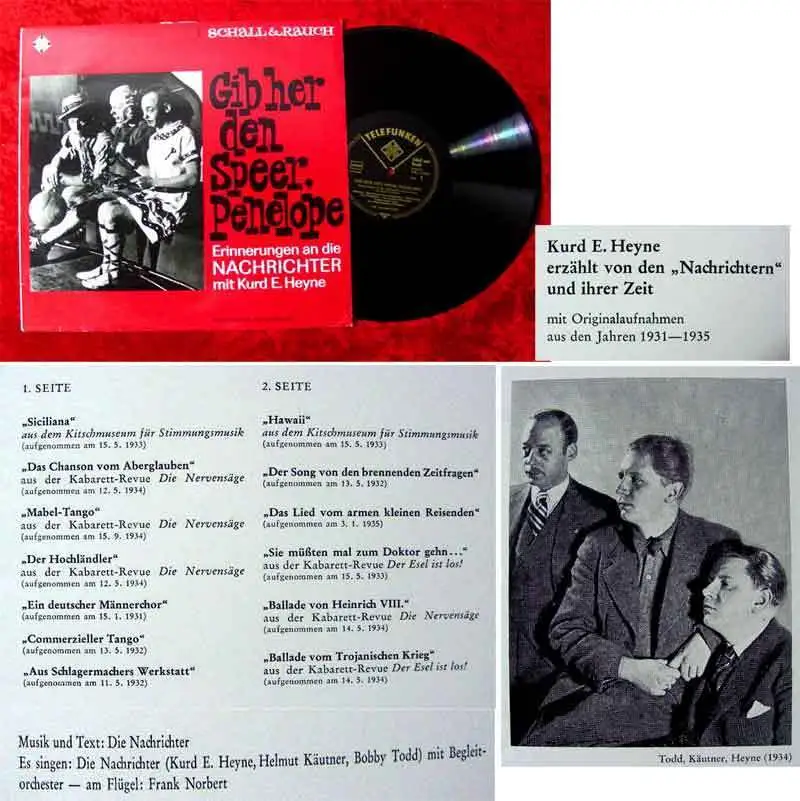 SCHALL & RAUCH
Gib her
den
Speer,
Penelope
Erinnerungen an die
NACHRICHTER
mit Kurd E. Heyne
TELEFUNKEN
Kurd E. Heyne
erzählt von den „Nachrichtern“
und ihrer Zeit
mit Originalaufnahmen
aus den Jahren 1931—1935
1. SEITE
„Siciliana“
aus dem Kitschmuseum für Stimmungsmusik
(aufgenommen am 15. 5. 1933)
„Das Chanson vom Aberglauben“
aus der Kabarett-Revue Die Nervensäge
(aufgenommen am 12. 5. 1934)
„Mabel-Tango“
aus der Kabarett-Revue Die Nervensäge
(aufgenommen am 15. 9. 1934)
„Der Hochländler“
aus der Kabarett-Revue Die Nervensäge
(aufgenommen am 12. 5. 1934)
„Ein deutscher Männerchor“
(aufgenommen am 15. 1. 1931)
„Commerzieller Tango“
(aufgenommen am 13. 5. 1932)
„Aus Schlagermachers Werkstatt“
(aufgenommen am 11. 5. 1932)
2. SEITE
„Hawaii“
aus dem Kitschmuseum für Stimmungsmusik
(aufgenommen am 15. 5. 1933)
„Der Song von den brennenden Zeitfragen“
(aufgenommen am 13. 5. 1932)
„Das Lied vom armen kleinen Reisenden“
(aufgenommen am 3. 1. 1935)
„Sie müßten mal zum Doktor gehn...“
aus der Kabarett-Revue Der Esel ist los!
(aufgenommen am 15. 5. 1933)
„Ballade von Heinrich VIII.“
aus der Kabarett-Revue Die Nervensäge
(aufgenommen am 14. 5. 1934)
„Ballade vom Trojanischen Krieg“
aus der Kabarett-Revue Der Esel ist los!
(aufgenommen am 14. 5. 1934)
Musik und Text: Die Nachrichter
Es singen: Die Nachrichter (Kurd E. Heyne, Helmut Käutner, Bobby Todd) mit Begleit-
orchester — am Flügel: Frank Norbert
Todd, Käutner, Heyne (1934)